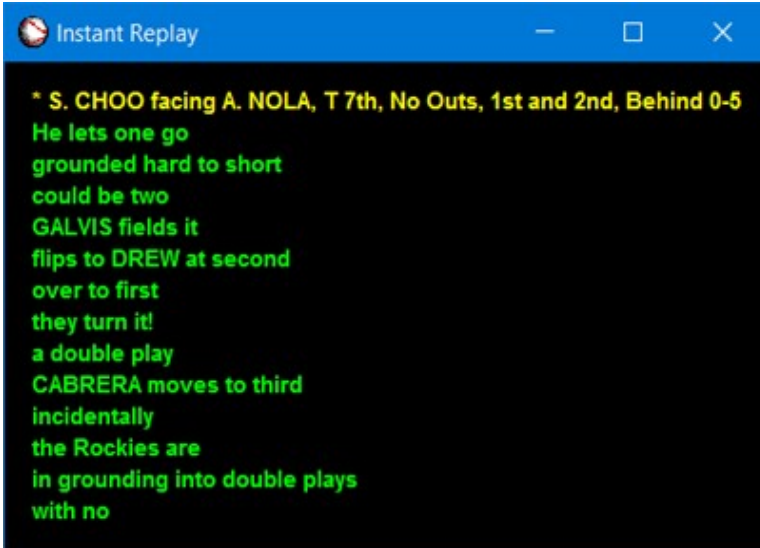 Instant Replay
* S. CHOO facing A. NOLA, T 7th, No Outs, 1st and 2nd, Behind 0-5
He lets one go
grounded hard to short
could be two
GALVIS fields it
flips to DREW at second
over to first
they turn it!
a double play
CABRERA moves to third
incidentally
the Rockies are
in grounding into double plays
with no